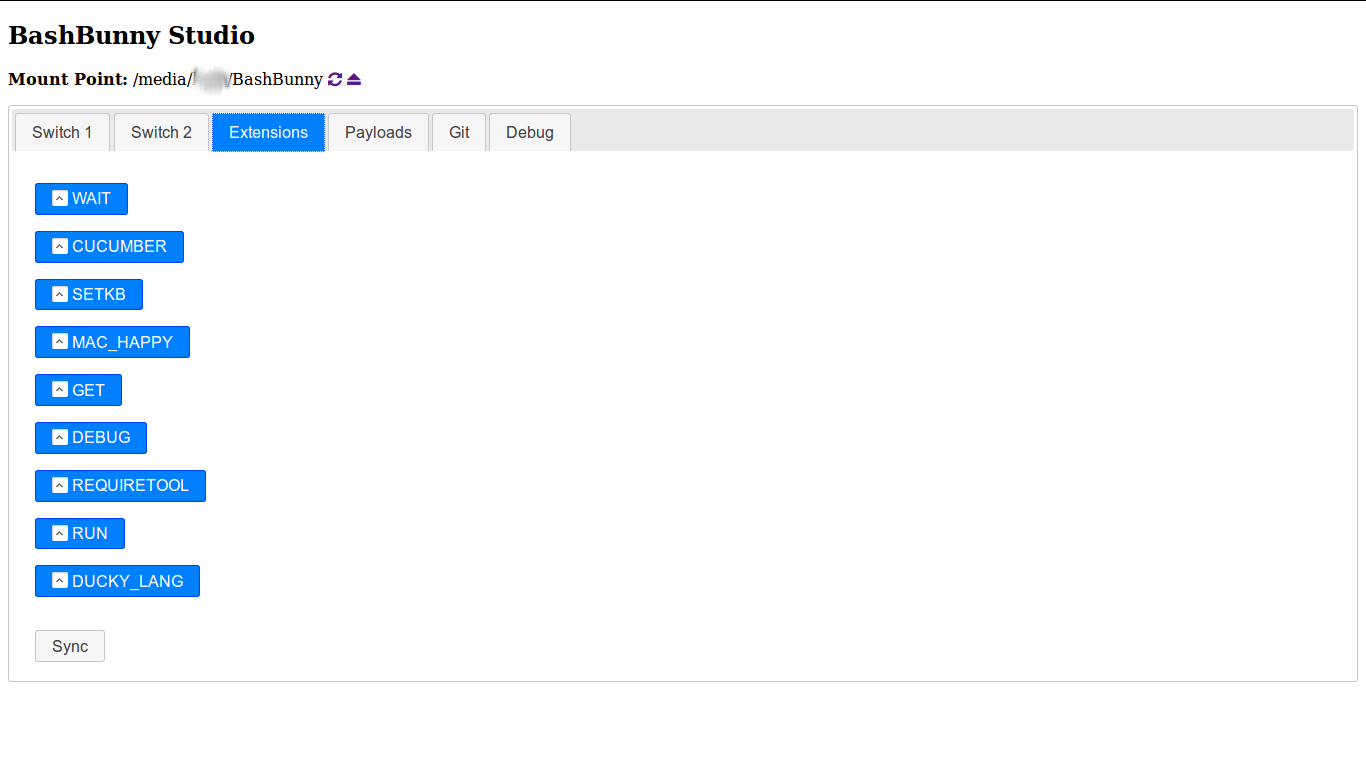 BashBunny Studio
Mount Point: /media/ /BashBunny
Switch 1 Switch 2 Extensions Payloads Git Debug
WAIT
CUCUMBER
SETKB
MAC_HAPPY
GET
DEBUG
REQUIRETOOL
RUN
DUCKY_LANG
Sync